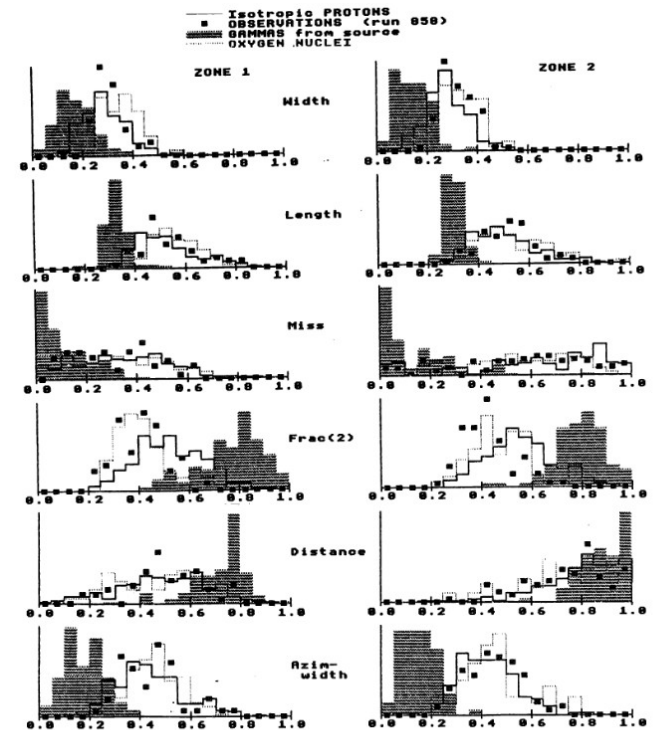 Isotropic PROTONS
OBSERVATIONS (run 858)
GAMMAS from source
OXYGEN NUCLEI
ZONE 1
ZONE 2
Width
0.0 0.2 0.4 0.6 0.8 1.0
0.0 0.2 0.4 0.6 0.8 1.0
Length
0.0 0.2 0.4 0.6 0.8 1.0
0.0 0.2 0.4 0.6 0.8 1.0
Miss
0.0 0.2 0.4 0.6 0.8 1.0
0.0 0.2 0.4 0.6 0.8 1.0
Frac(2)
0.0 0.2 0.4 0.6 0.8 1.0
0.0 0.2 0.4 0.6 0.8 1.0
Distance
0.0 0.2 0.4 0.6 0.8 1.0
0.0 0.2 0.4 0.6 0.8 1.0
Azim-
width
0.0 0.2 0.4 0.6 0.8 1.0
0.0 0.2 0.4 0.6 0.8 1.0